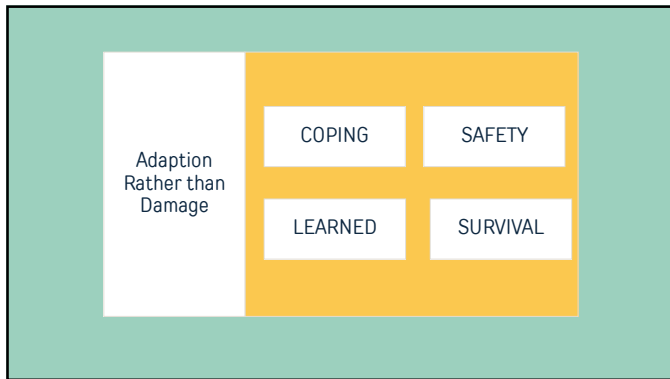 Adaption
Rather than
Damage
COPING
SAFETY
LEARNED
SURVIVAL